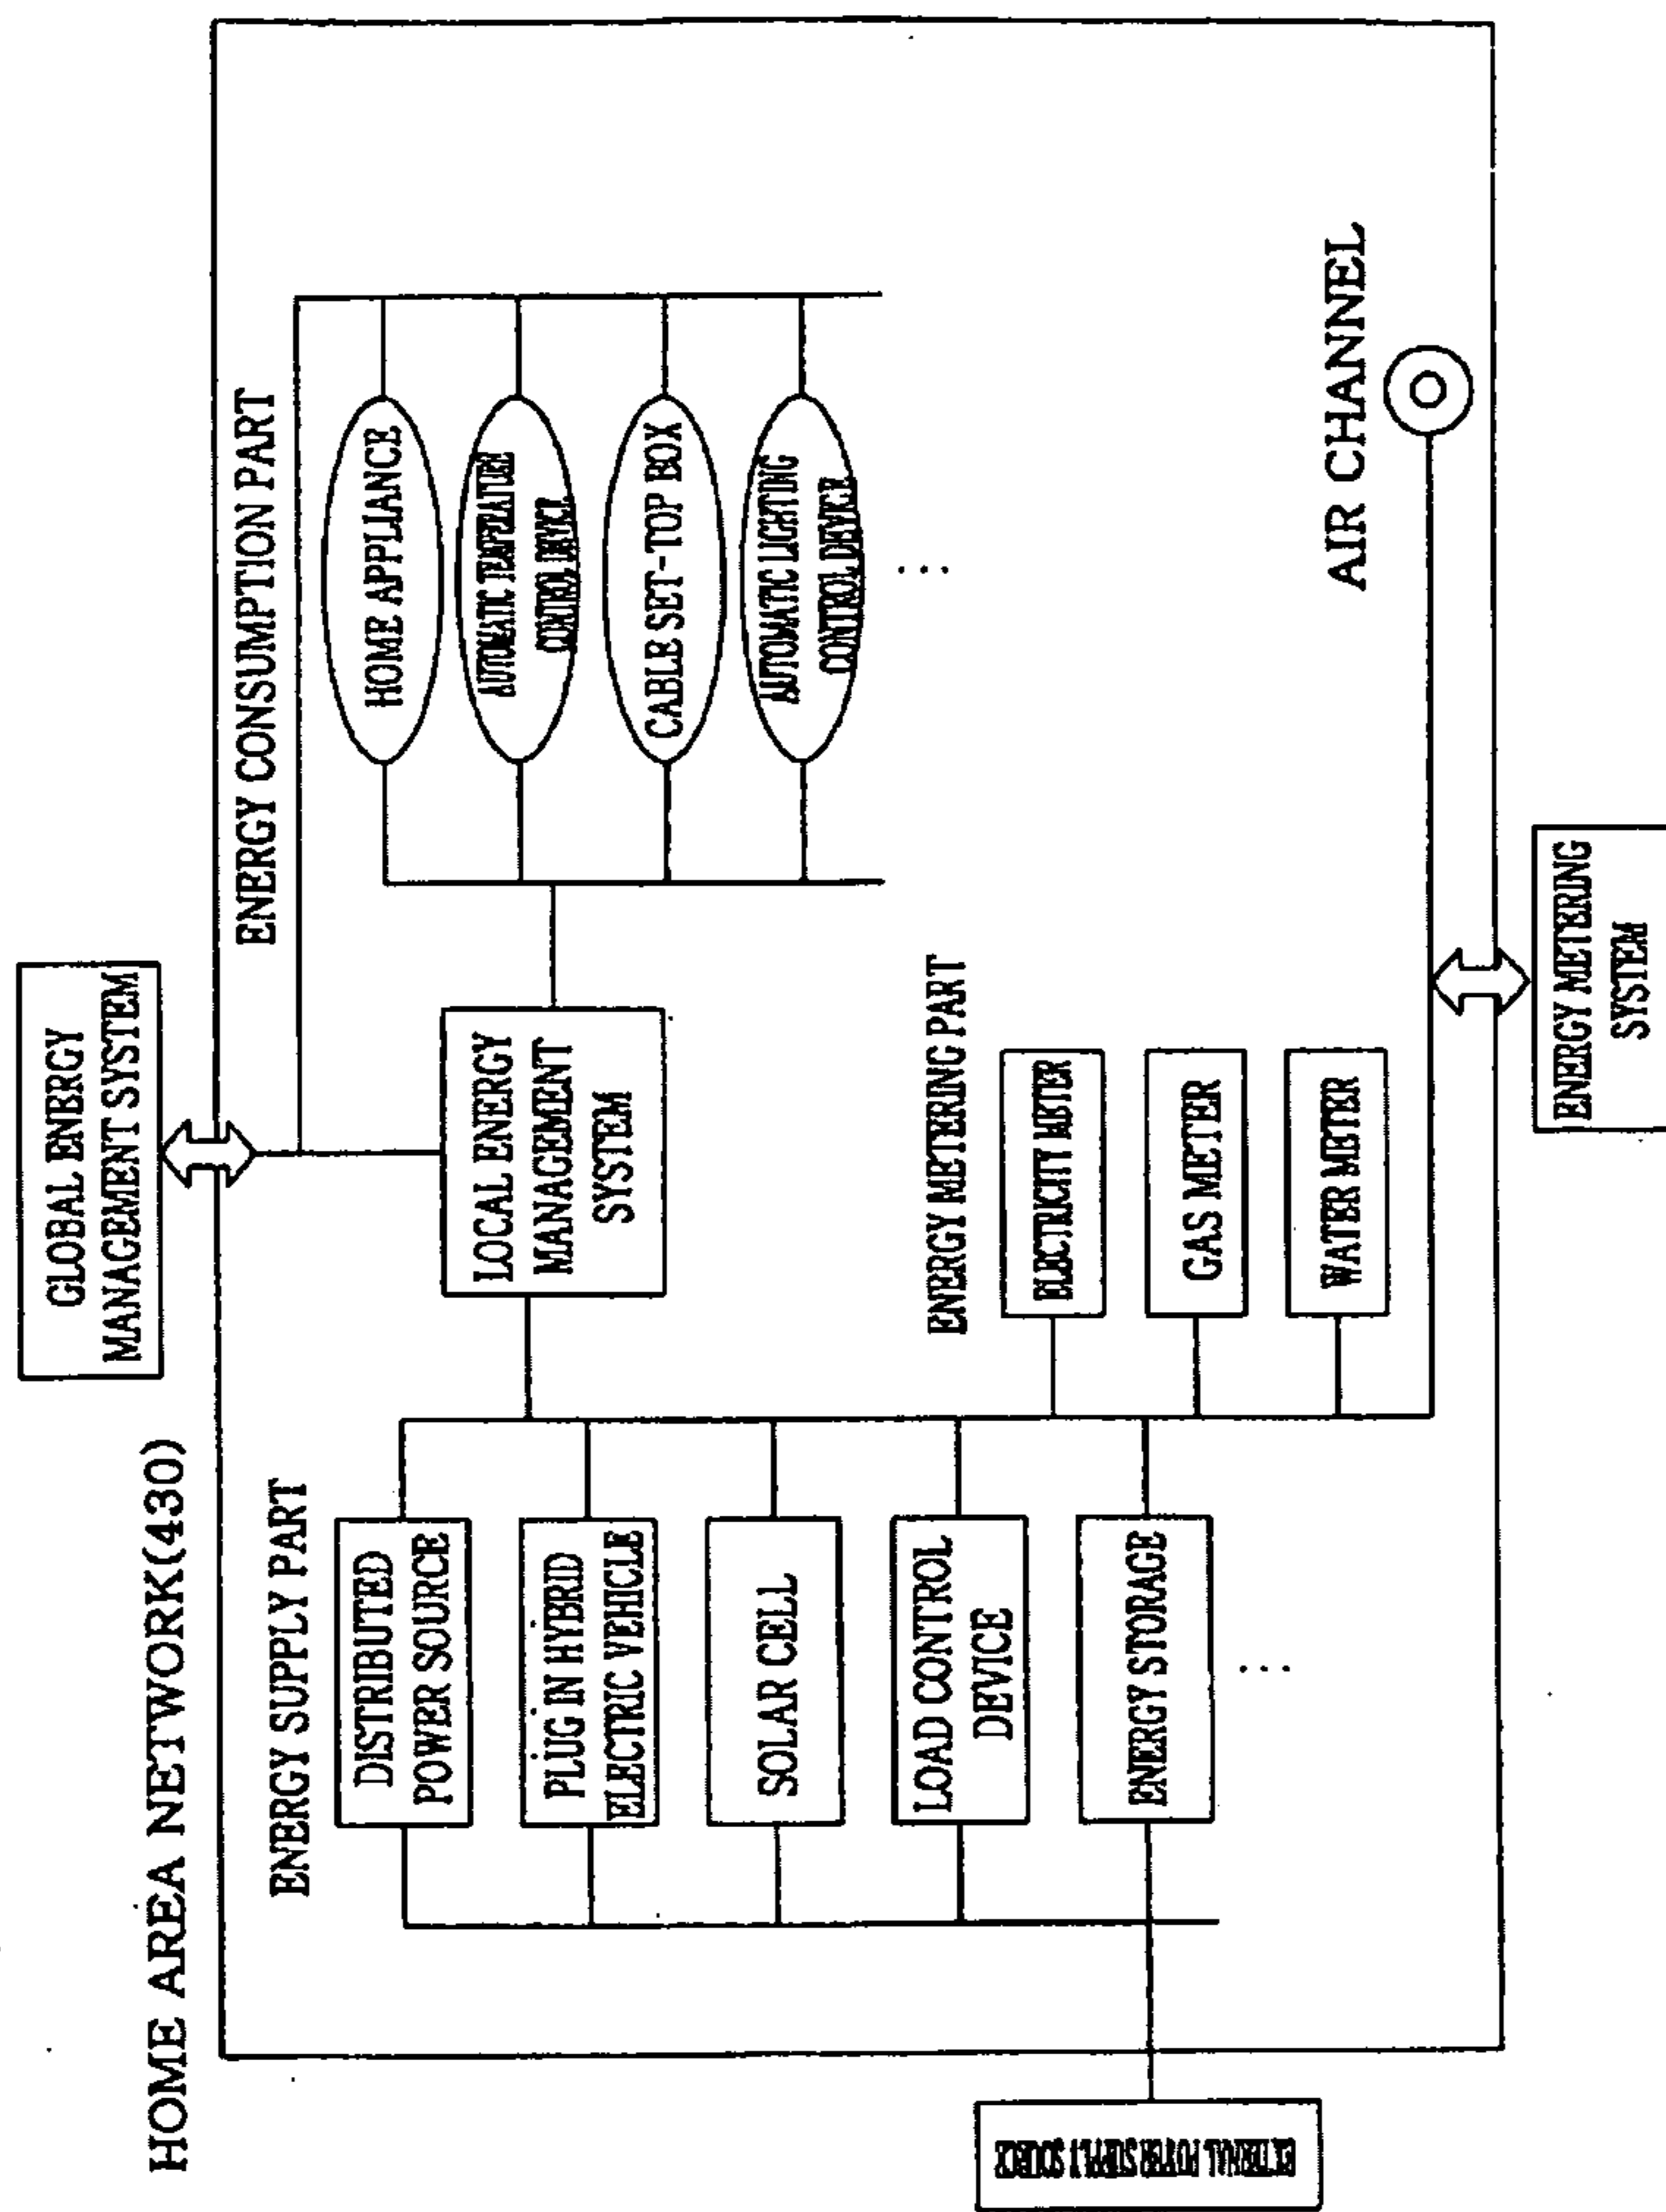 GLOBAL ENERGY
MANAGEMENT SYSTEM
HOME AREA NETWORK(430)
ENERGY SUPPLY PART
ENERGY CONSUMPTION PART
DISTRIBUTED
POWER SOURCE
PLUG IN HYBRID
ELECTRIC VEHICLE
SOLAR CELL
LOAD CONTROL
DEVICE
ENERGY STORAGE
...
LOCAL ENERGY
MANAGEMENT
SYSTEM
HOME APPLIANCE
AUTOMATIC TEMPERATURE
CONTROL DEVICE
CABLE SET-TOP BOX
AUTOMATIC LIGHTING
CONTROL DEVICE
...
ENERGY METERING PART
ELECTRICITY METER
GAS METER
WATER METER
AIR CHANNEL
EXTERNAL POWER SUPPLY SOURCE
ENERGY METERING
SYSTEM